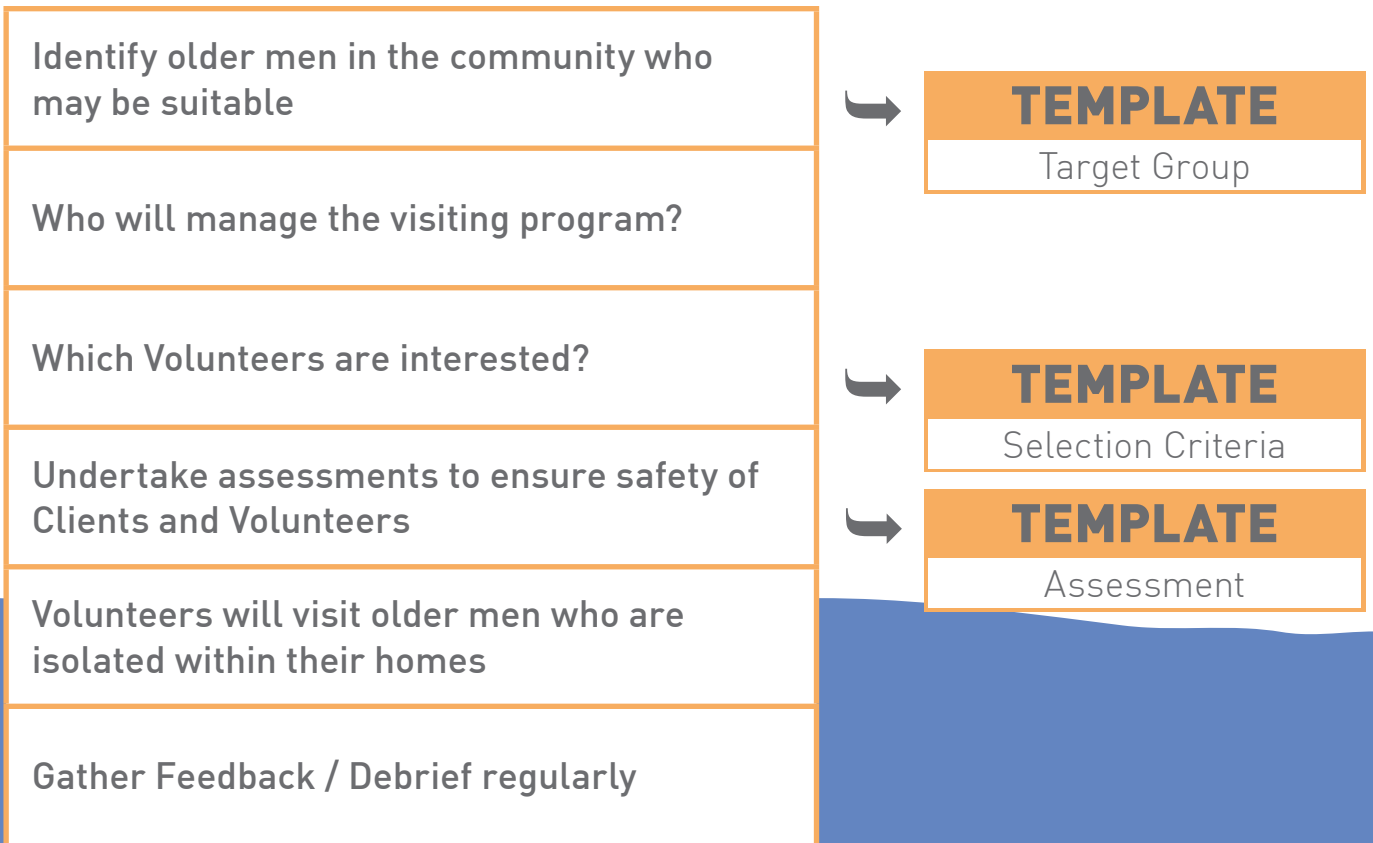 Identify older men in the community who
may be suitable
TEMPLATE
Target Group
Who will manage the visiting program?
Which Volunteers are interested?
TEMPLATE
Selection Criteria
Undertake assessments to ensure safety of
Clients and Volunteers
TEMPLATE
Assessment
Volunteers will visit older men who are
isolated within their homes
Gather Feedback / Debrief regularly